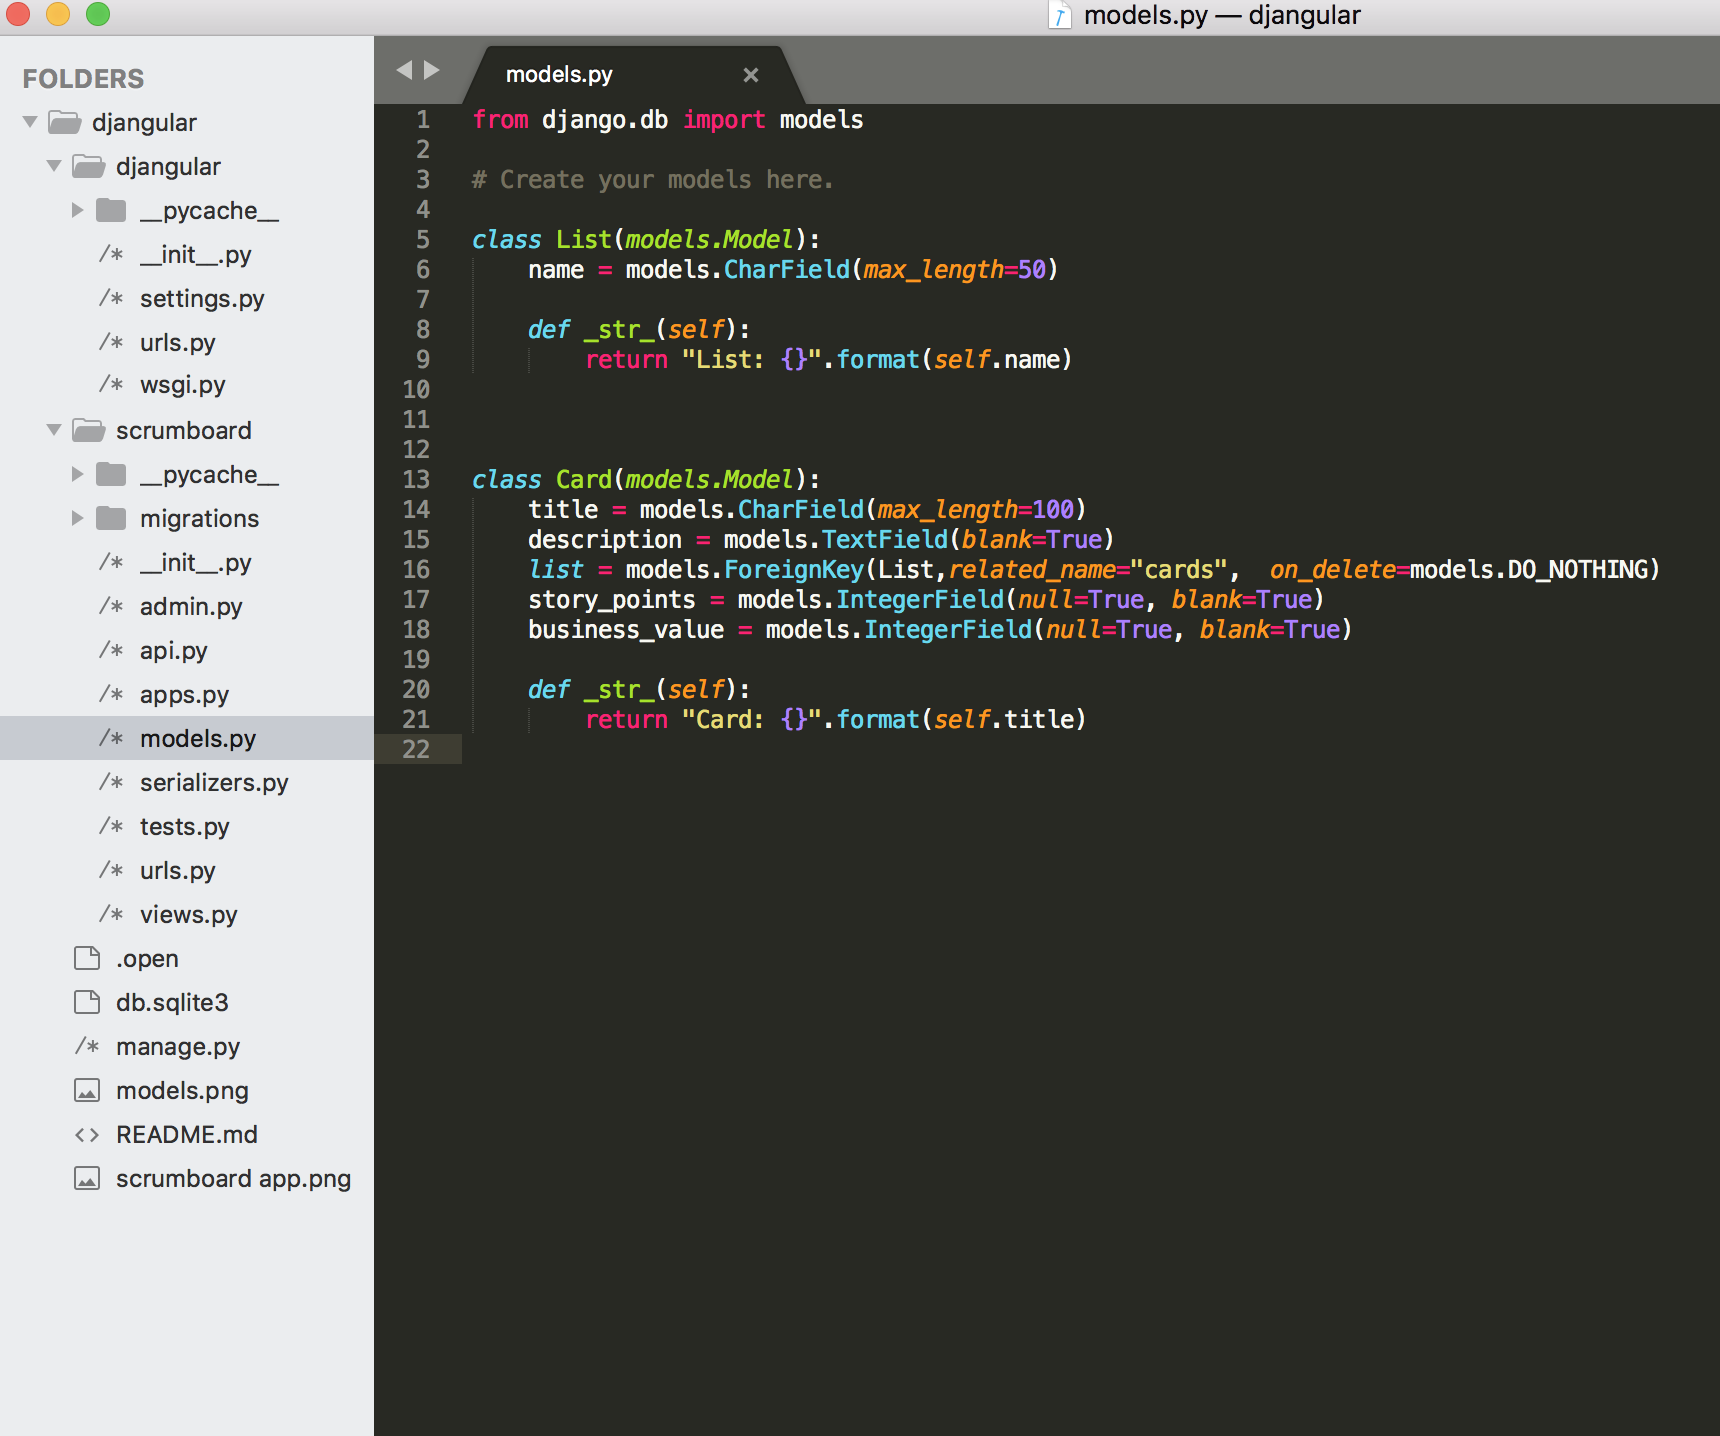 models.py — djangular
FOLDERS
djangular
djangular
__pycache__
/* __init__.py
/* settings.py
/* urls.py
/* wsgi.py
scrumboard
__pycache__
migrations
/* __init__.py
/* admin.py
/* api.py
/* apps.py
/* models.py
/* serializers.py
/* tests.py
/* urls.py
/* views.py
.open
db.sqlite3
/* manage.py
models.png
<> README.md
scrumboard app.png
models.py ×
1 from django.db import models
2
3 # Create your models here.
4
5 class List(models.Model):
6     name = models.CharField(max_length=50)
7
8     def _str_(self):
9         return "List: {}".format(self.name)
10
11
12
13 class Card(models.Model):
14     title = models.CharField(max_length=100)
15     description = models.TextField(blank=True)
16     list = models.ForeignKey(List,related_name="cards",  on_delete=models.DO_NOTHING)
17     story_points = models.IntegerField(null=True, blank=True)
18     business_value = models.IntegerField(null=True, blank=True)
19
20     def _str_(self):
21         return "Card: {}".format(self.title)
22